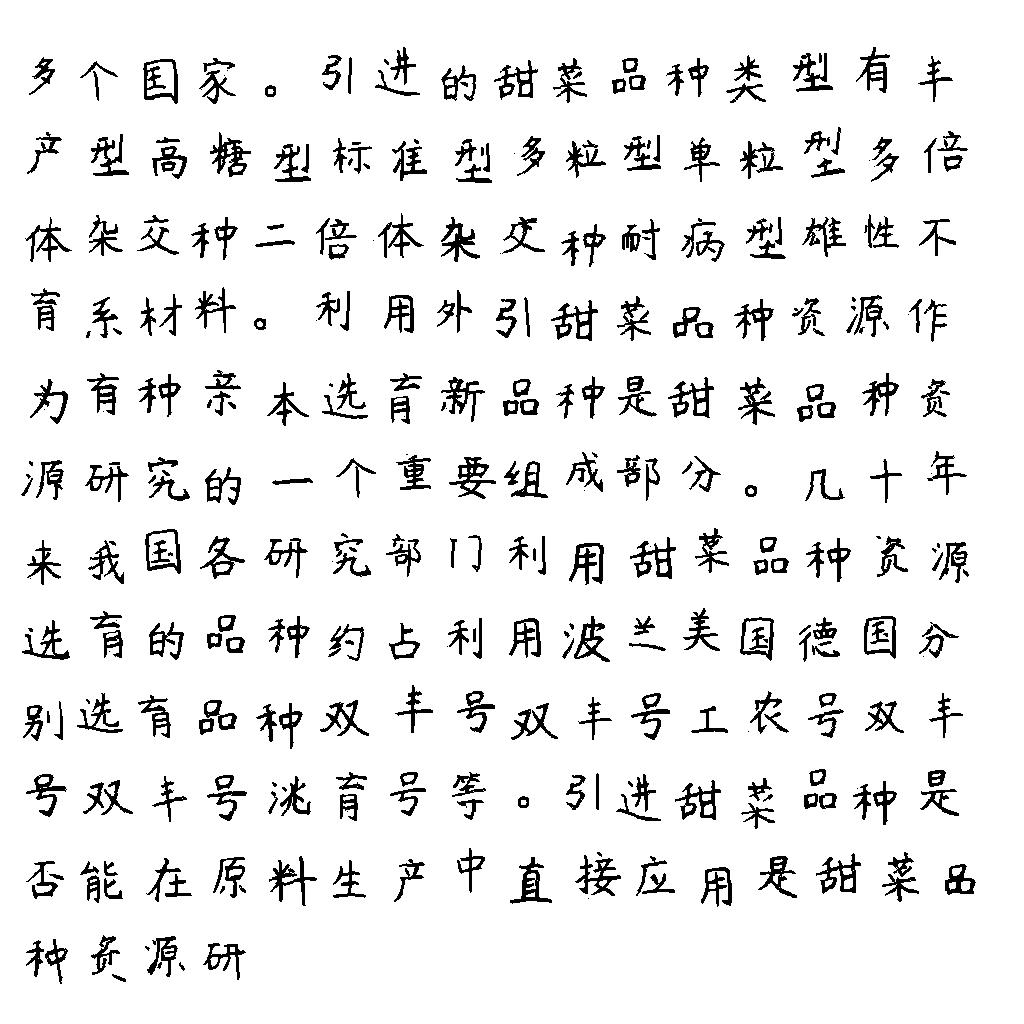 多个国家。引进的甜菜品种类型有丰
产型高糖型标准型多粒型单粒型多倍
体杂交种二倍体杂交种耐病型雄性不
育系材料。利用外引甜菜品种资源作
为育种亲本选育新品种是甜菜品种资
源研究的一个重要组成部分。几十年
来我国各研究部门利用甜菜品种资源
选育的品种约占利用波兰美国德国分
别选育品种双丰号双丰号工农号双丰
号双丰号洮育号等。引进甜菜品种是
否能在原料生产中直接应用是甜菜品
种资源研